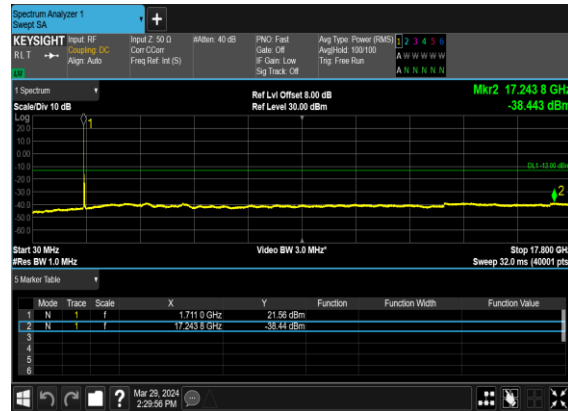 Spectrum Analyzer 1
Swept SA
+
KEYSIGHT Input: RF Input Z: 50 Ω #Atten: 40 dB PNO: Fast Avg Type: Power (RMS) 1 2 3 4 5 6
RLT Coupling: DC Corr CCorr Gate: Off Avg|Hold: 100/100 A W W W W W
Align: Auto Freq Ref: Int (S) IF Gain: Low Trig: Free Run
LW Sig Track: Off A N N N N N
1 Spectrum Ref Lvl Offset 8.00 dB Mkr2 17.243 8 GHz
Scale/Div 10 dB Ref Level 30.00 dBm -38.443 dBm
Log
1
20.0
10.0
0.00
-10.0 DL1 -13.00 dBm
-20.0
-30.0 2
-40.0
-50.0
-60.0
Start 30 MHz Video BW 3.0 MHz* Stop 17.800 GHz
#Res BW 1.0 MHz Sweep 32.0 ms (40001 pts)
5 Marker Table
Mode Trace Scale X Y Function Function Width Function Value
1 N 1 f 1.711 0 GHz 21.56 dBm
2 N 1 f 17.243 8 GHz -38.44 dBm
3
4
5
6
? Mar 29, 2024
2:29:56 PM